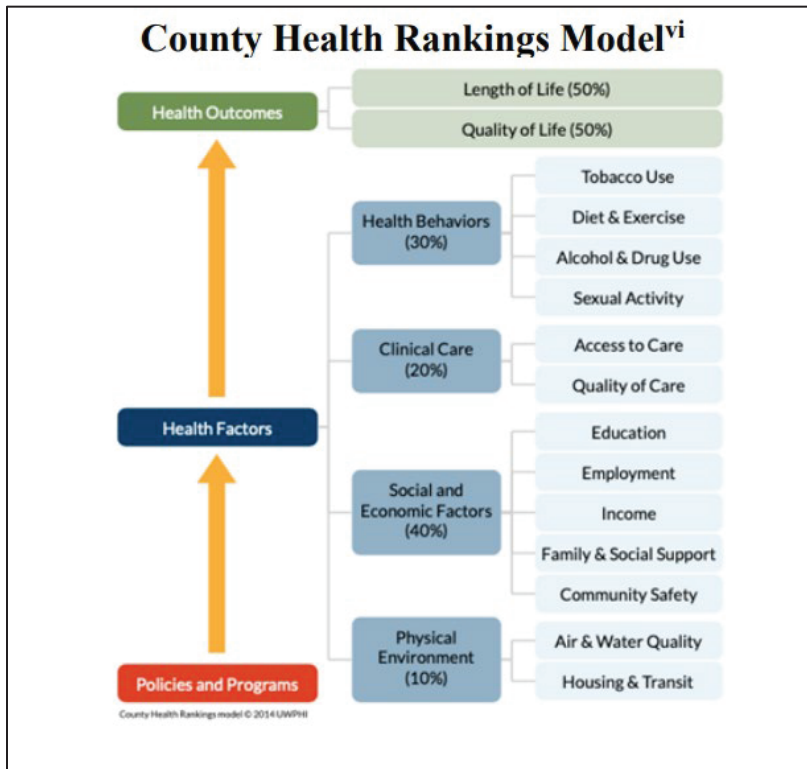 County Health Rankings Model^vi
Health Outcomes
Length of Life (50%)
Quality of Life (50%)
Health Behaviors
(30%)
Tobacco Use
Diet & Exercise
Alcohol & Drug Use
Sexual Activity
Clinical Care
(20%)
Access to Care
Quality of Care
Health Factors
Social and
Economic Factors
(40%)
Education
Employment
Income
Family & Social Support
Community Safety
Physical
Environment
(10%)
Air & Water Quality
Housing & Transit
Policies and Programs
County Health Rankings model © 2014 UWPHI